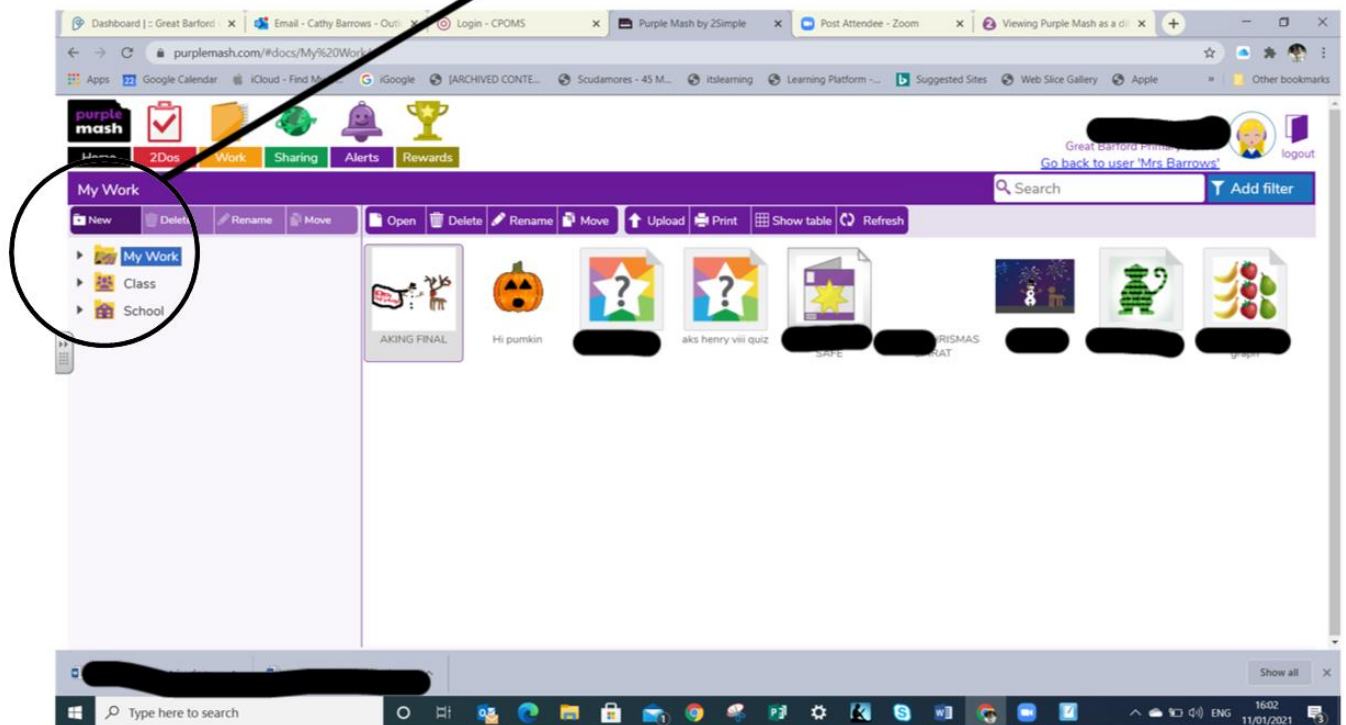 Dashboard | :: Great Barford
Email - Cathy Barrows - Outl
Login - CPOMS
Purple Mash by 2Simple
Post Attendee - Zoom
Viewing Purple Mash as a di
purplemash.com/#docs/My%20Work
Apps
22
Google Calendar
iCloud - Find My
iGoogle
[ARCHIVED CONTE...
Scudamores - 45 M...
itslearning
Learning Platform -...
Suggested Sites
Web Slice Gallery
Apple
»
Other bookmarks
purple
mash
Home
2Dos
Work
Sharing
Alerts
Rewards
Great Barford Primary
Go back to user 'Mrs Barrows'
logout
My Work
Search
Add filter
New
Delete
Rename
Move
Open
Delete
Rename
Move
Upload
Print
Show table
Refresh
My Work
Class
School
AKING FINAL
Hi pumkin
aks henry viii quiz
SAFE
RISMAS
graph
Show all
Type here to search
ENG
16:02
11/01/2021